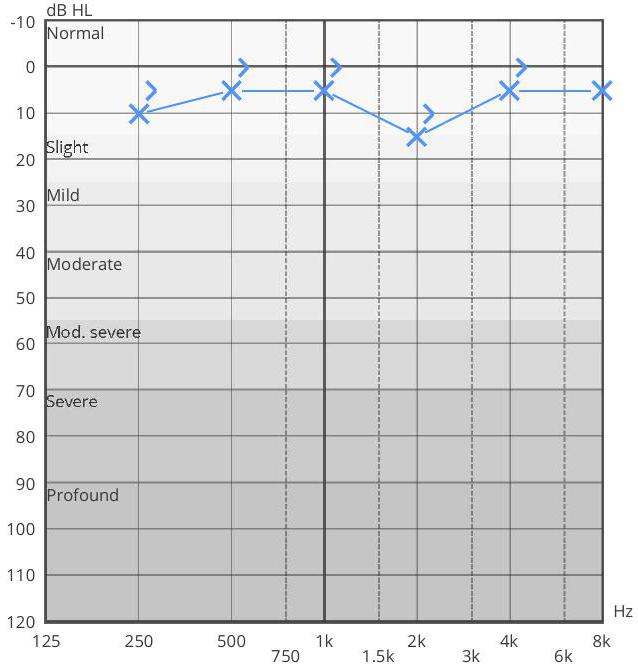 dB HL
-10
Normal
0
10
Slight
20
Mild
30
40
Moderate
50
Mod. severe
60
70
Severe
80
90
Profound
100
110
120
Hz
125 250 500 1k 2k 4k 8k
750 1.5k 3k 6k